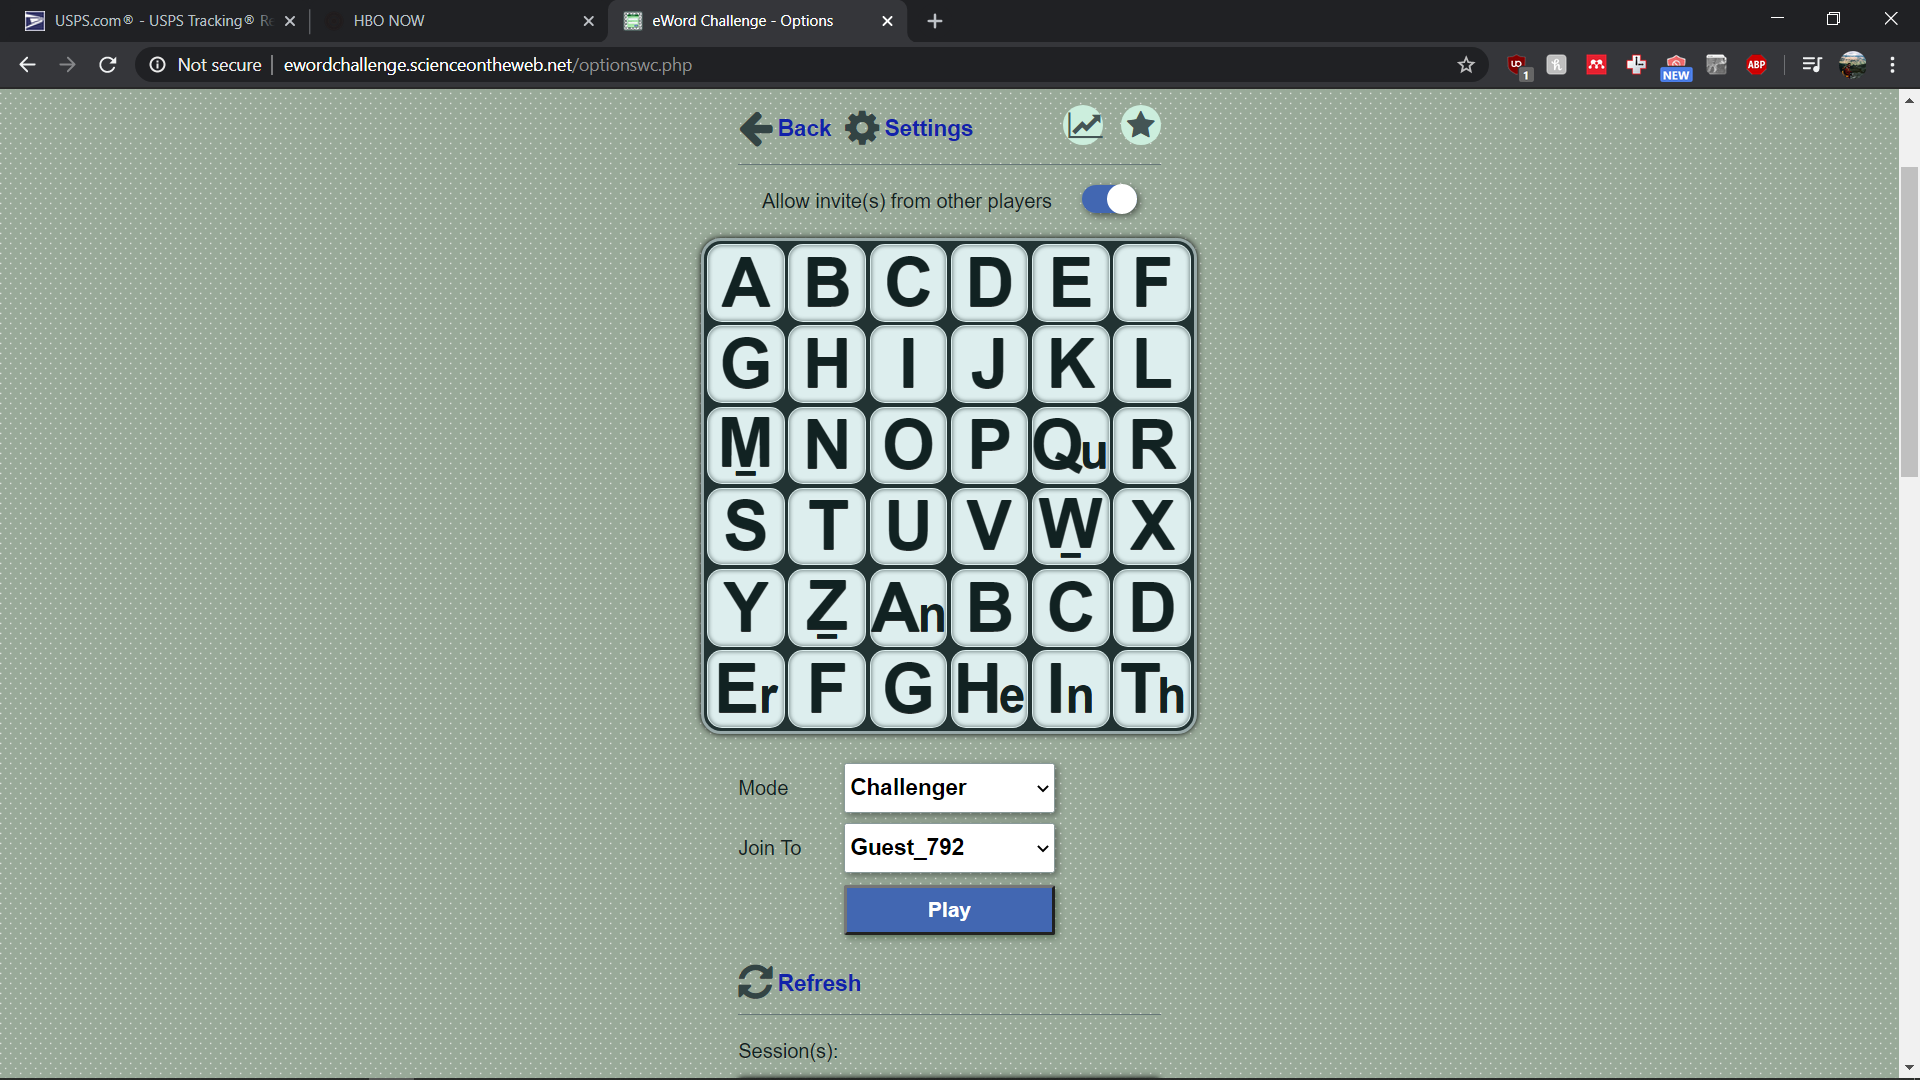 USPS.com® - USPS Tracking® Re
HBO NOW
eWord Challenge - Options
Not secure
ewordchallenge.scienceontheweb.net/optionswc.php
1
NEW
ABP
Back
Settings
Allow invite(s) from other players
A B C D E F
G H I J K L
M N O P Qu R
S T U V W X
Y Z An B C D
Er F G He In Th
Mode
Challenger
Join To
Guest_792
Play
Refresh
Session(s):